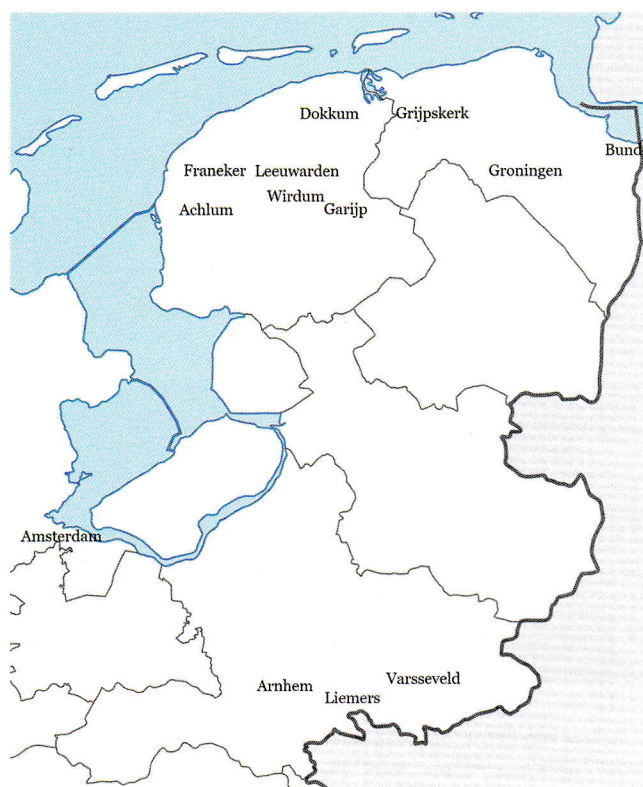 Dokkum
Grijpskerk
Bund
Franeker
Leeuwarden
Groningen
Wirdum
Achlum
Garijp
Amsterdam
Arnhem
Varsseveld
Liemers